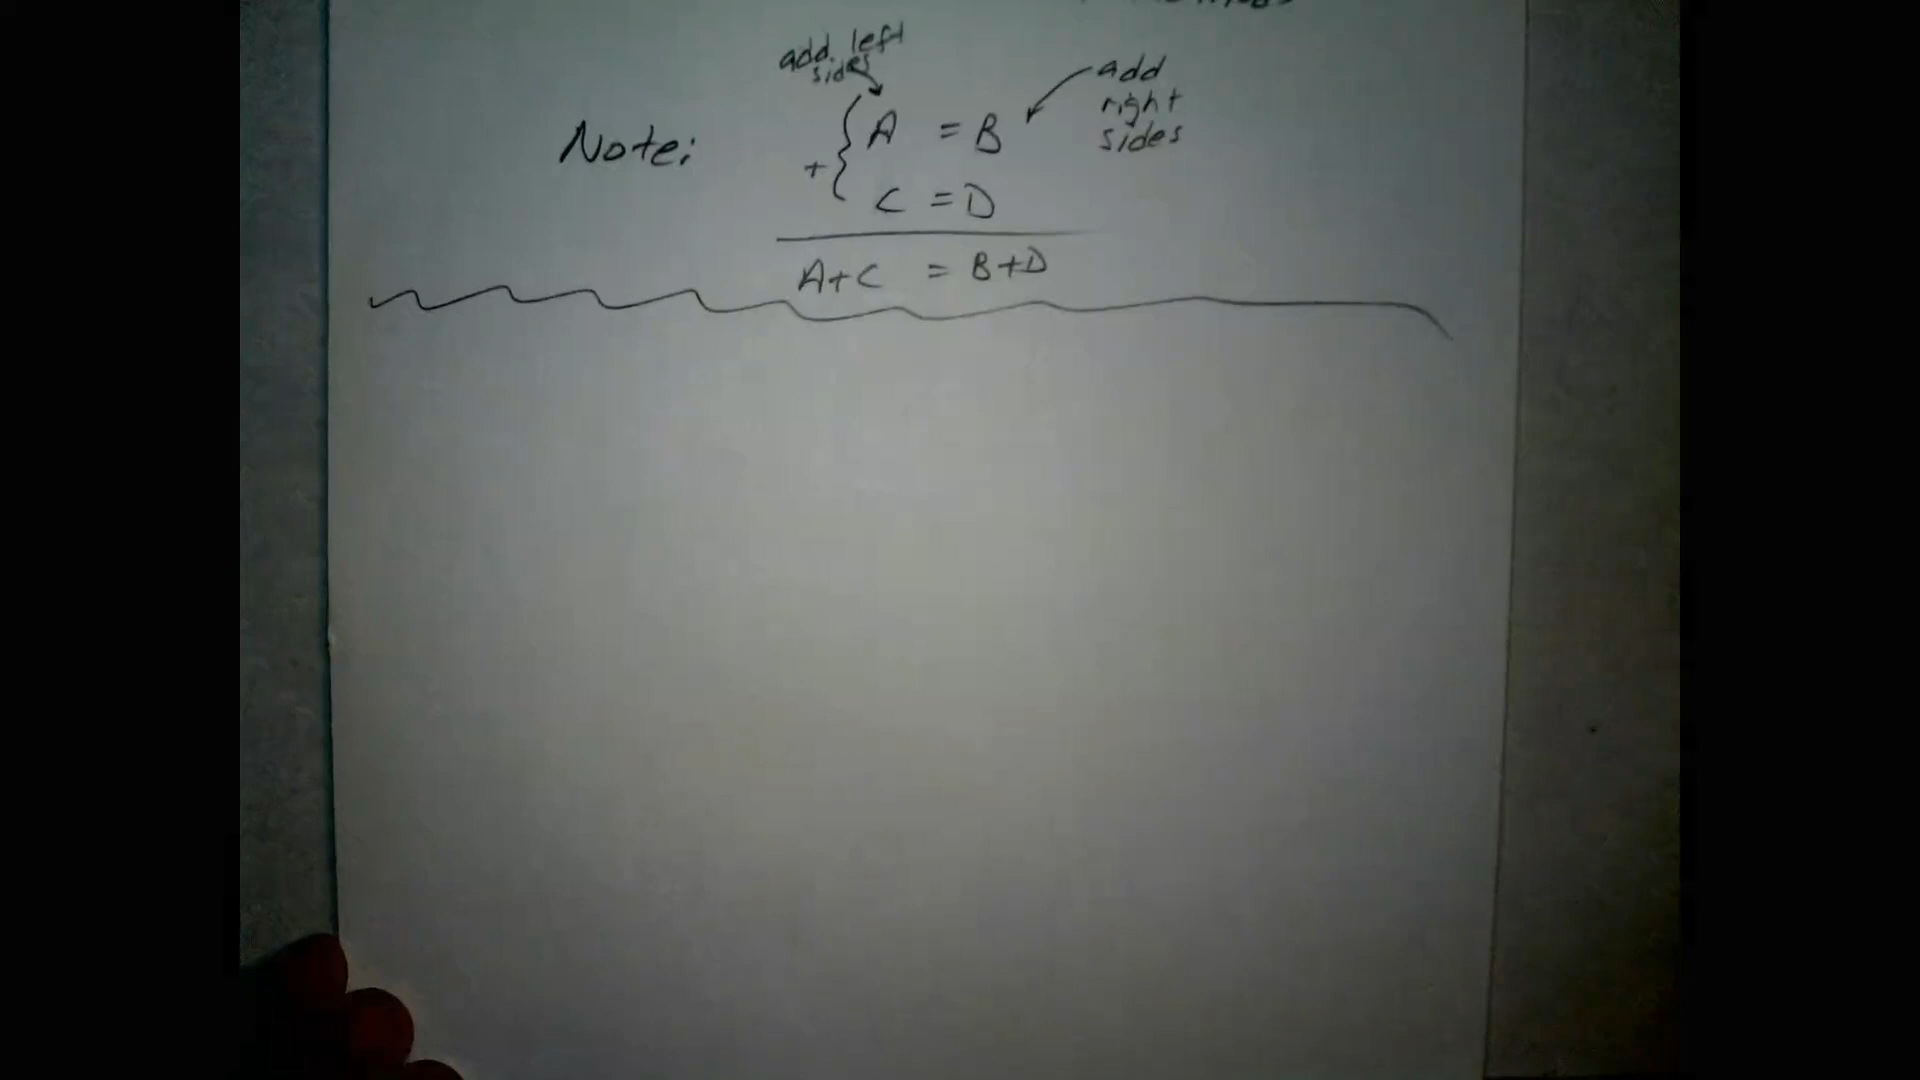 add left
sides
add
right
sides
Note:
+ { A = B
C = D
A+C = B+D